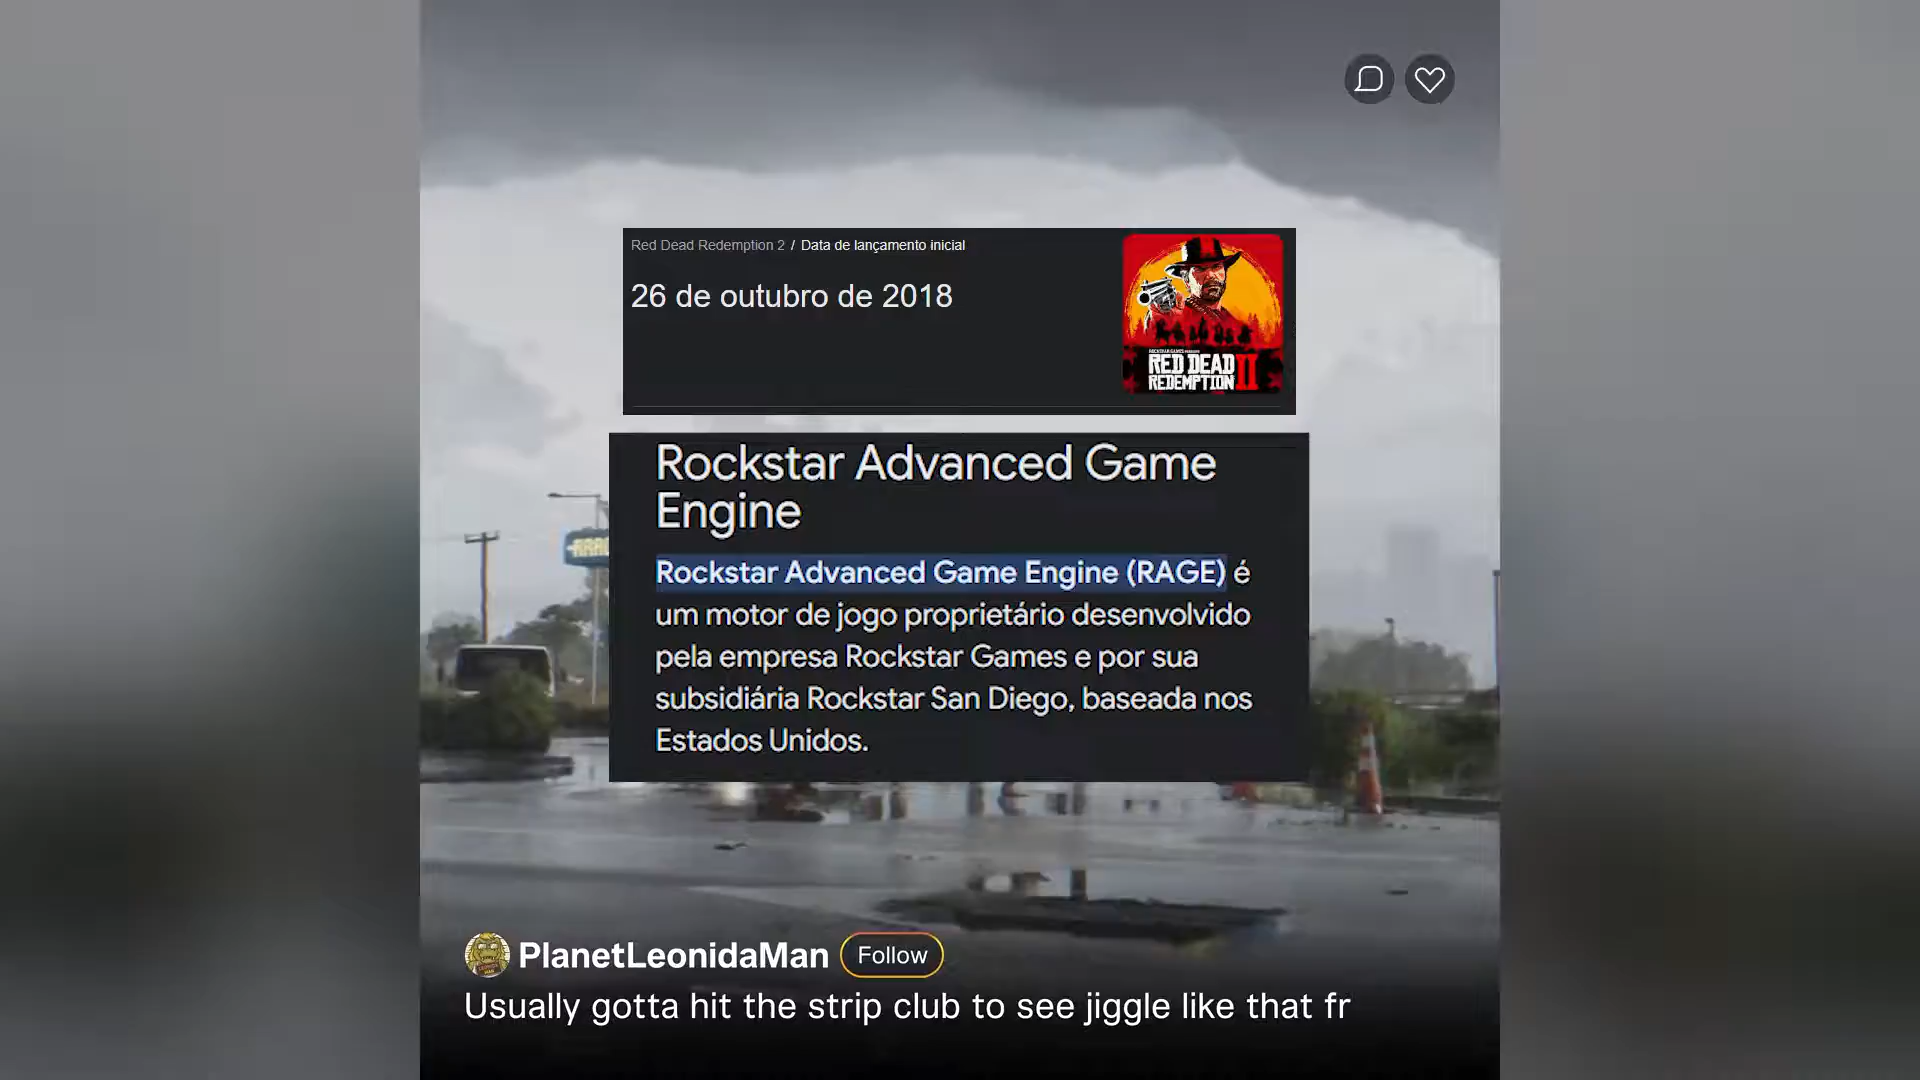 Red Dead Redemption 2 / Data de lançamento inicial
26 de outubro de 2018
RED DEAD
REDEMPTION II
Rockstar Advanced Game
Engine
Rockstar Advanced Game Engine (RAGE) é
um motor de jogo proprietário desenvolvido
pela empresa Rockstar Games e por sua
subsidiária Rockstar San Diego, baseada nos
Estados Unidos.
PlanetLeonidaMan Follow
Usually gotta hit the strip club to see jiggle like that fr